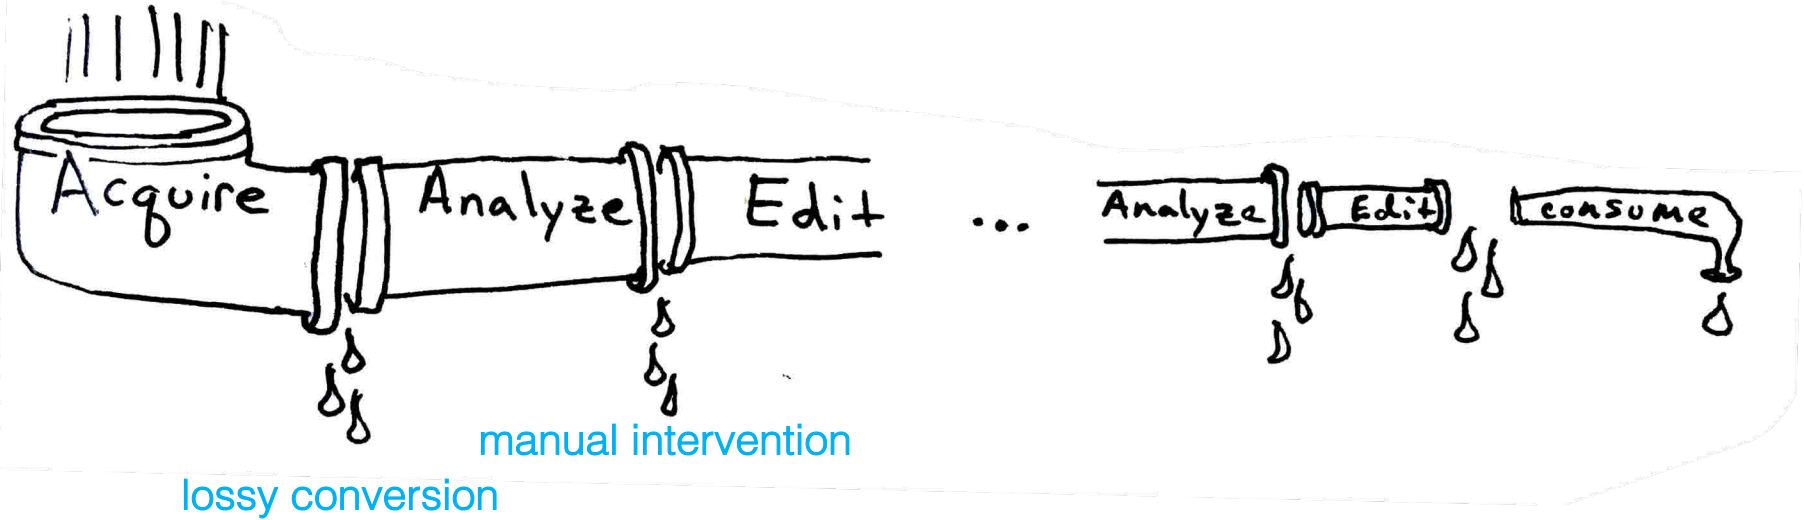 Acquire
Analyze
Edit
...
Analyze
Edit
consume
manual intervention
lossy conversion